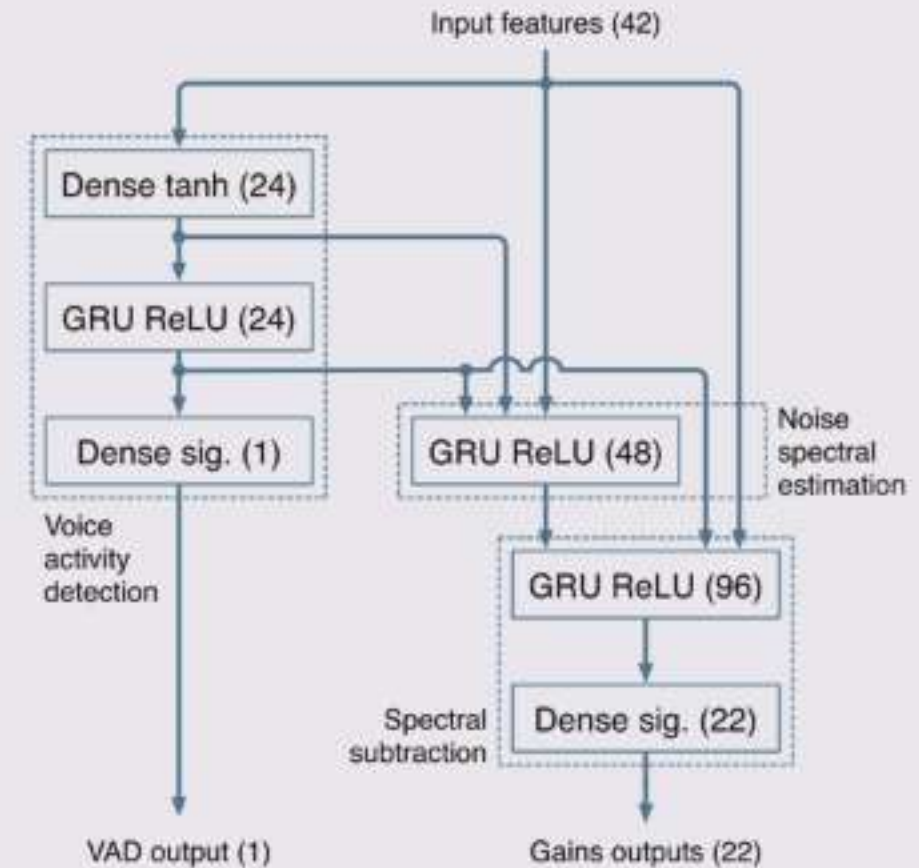 Input features (42)
Dense tanh (24)
GRU ReLU (24)
Dense sig. (1)
Voice
activity
detection
GRU ReLU (48)
Noise
spectral
estimation
GRU ReLU (96)
Dense sig. (22)
Spectral
subtraction
VAD output (1)
Gains outputs (22)